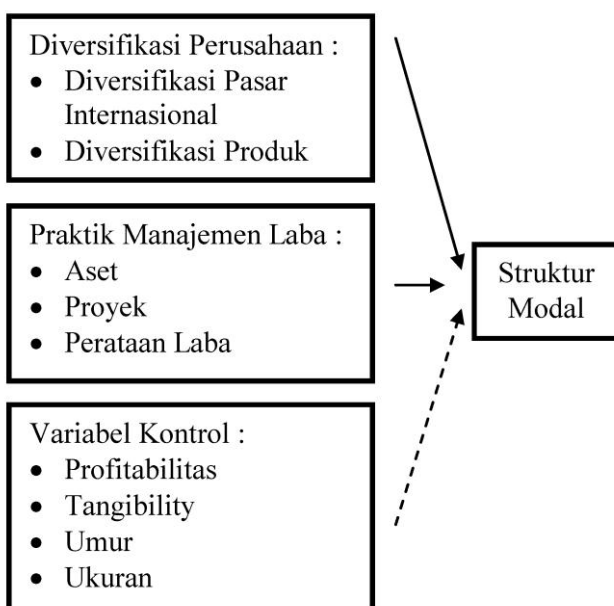 Diversifikasi Perusahaan :
• Diversifikasi Pasar
Internasional
• Diversifikasi Produk
Praktik Manajemen Laba :
• Aset
• Proyek
• Perataan Laba
Struktur
Modal
Variabel Kontrol :
• Profitabilitas
• Tangibility
• Umur
• Ukuran